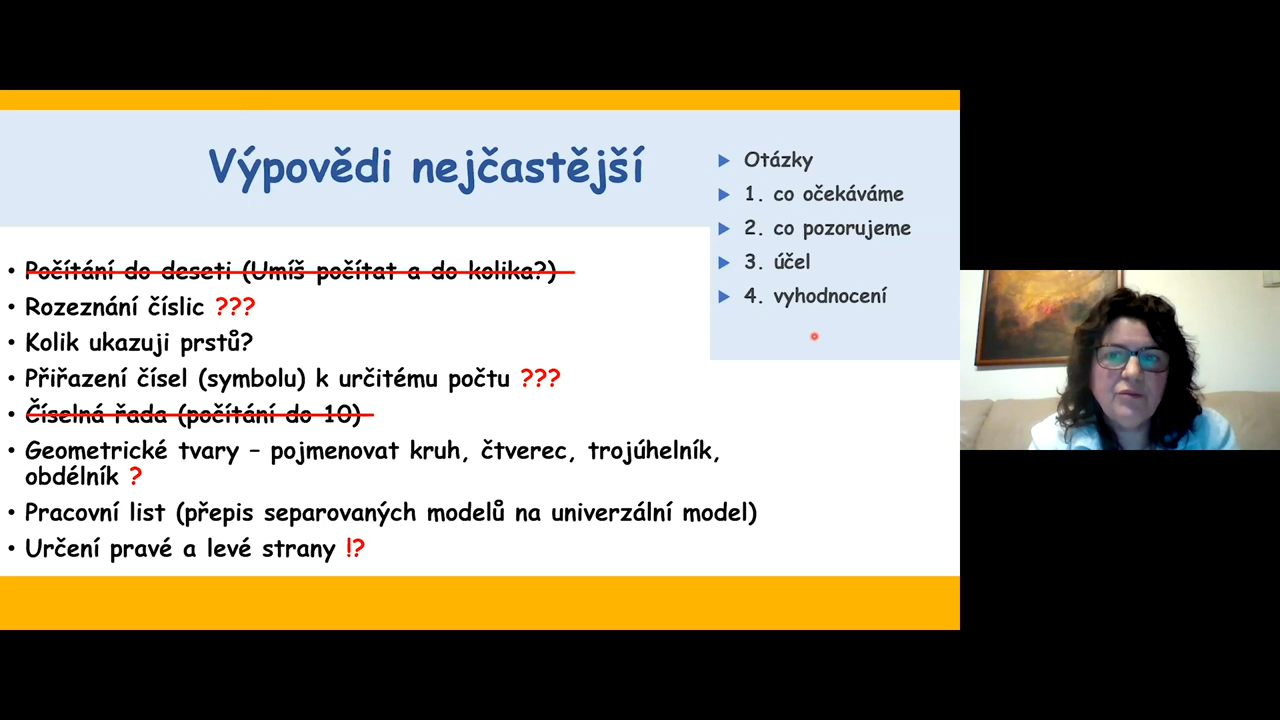 Výpovědi nejčastější
• Počítání do deseti (Umíš počítat a do kolika?)
• Rozeznání číslic ???
• Kolik ukazuji prstů?
• Přiřazení čísel (symbolu) k určitému počtu ???
• Číselná řada (počítání do 10)
• Geometrické tvary – pojmenovat kruh, čtverec, trojúhelník,
obdélník ?
• Pracovní list (přepis separovaných modelů na univerzální model)
• Určení pravé a levé strany !?
Otázky
1. co očekáváme
2. co pozorujeme
3. účel
4. vyhodnocení